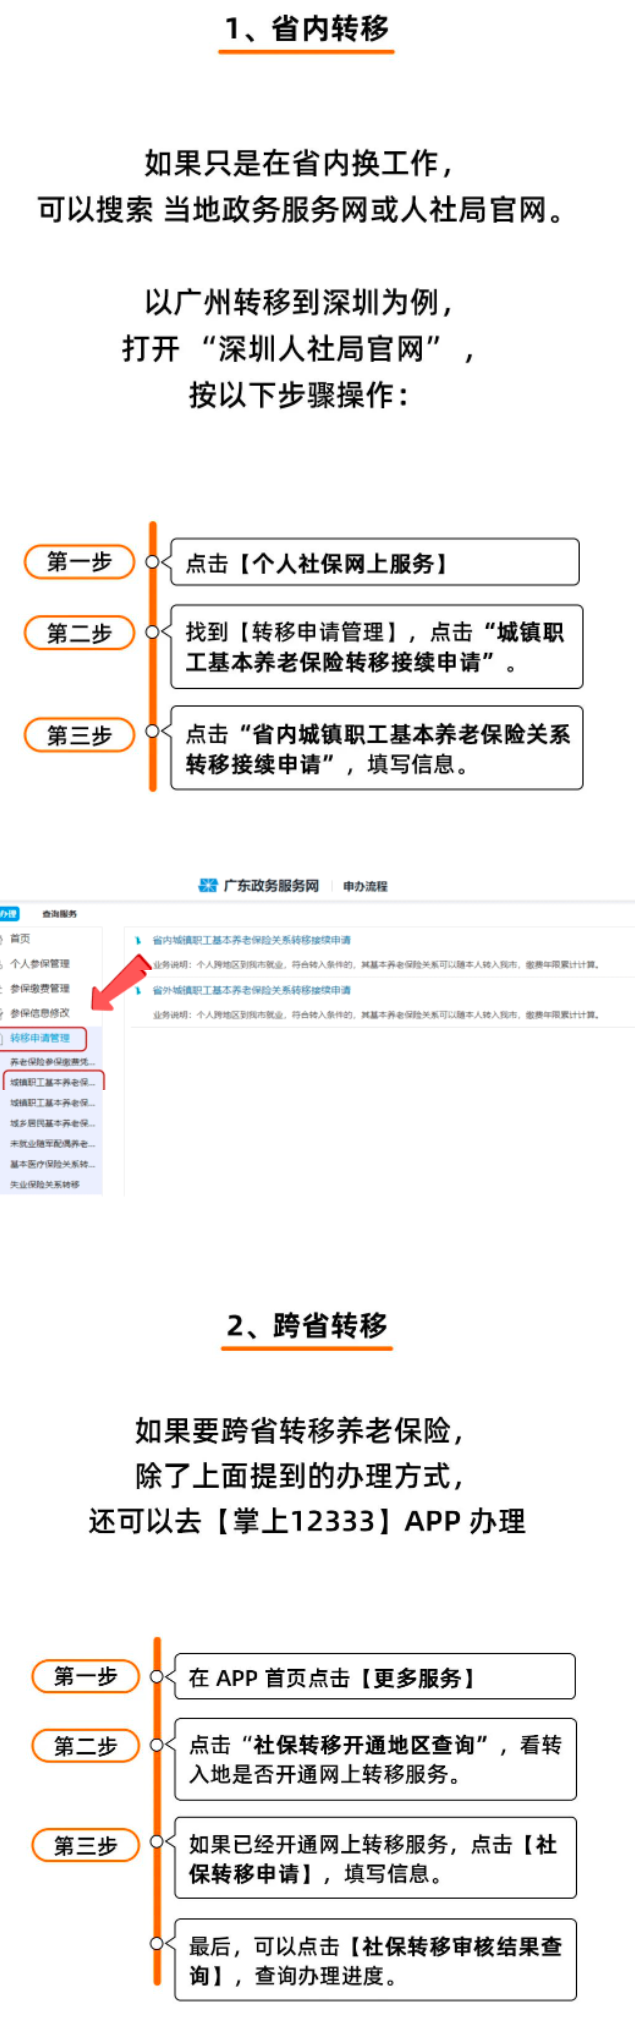 1、省内转移
如果只是在省内换工作，
可以搜索 当地政务服务网或人社局官网。
以广州转移到深圳为例，
打开 “深圳人社局官网” ，
按以下步骤操作：
第一步
点击【个人社保网上服务】
第二步
找到【转移申请管理】，点击“城镇职
工基本养老保险转移接续申请” 。
第三步
点击“省内城镇职工基本养老保险关系
转移接续申请” ，填写信息。
广东政务服务网 申办流程
办理 查询服务
首页
个人参保管理
参保缴费管理
参保信息修改
转移申请管理
养老保险参保缴费凭...
城镇职工基本养老保...
城镇职工基本养老保...
城乡居民基本养老保...
未就业随军配偶养老...
基本医疗保险关系转...
失业保险关系转移
省内城镇职工基本养老保险关系转移接续申请
业务说明：个人跨地区到我市就业，符合转入条件的，其基本养老保险关系可以随本人转入我市，缴费年限累计计算。
省外城镇职工基本养老保险关系转移接续申请
业务说明：个人跨地区到我市就业，符合转入条件的，其基本养老保险关系可以随本人转入我市，缴费年限累计计算。
2、跨省转移
如果要跨省转移养老保险，
除了上面提到的办理方式，
还可以去【掌上12333】APP 办理
第一步
在 APP 首页点击【更多服务】
第二步
点击“社保转移开通地区查询” ，看转
入地是否开通网上转移服务。
第三步
如果已经开通网上转移服务，点击【社
保转移申请】，填写信息。
最后，可以点击【社保转移审核结果查
询】，查询办理进度。